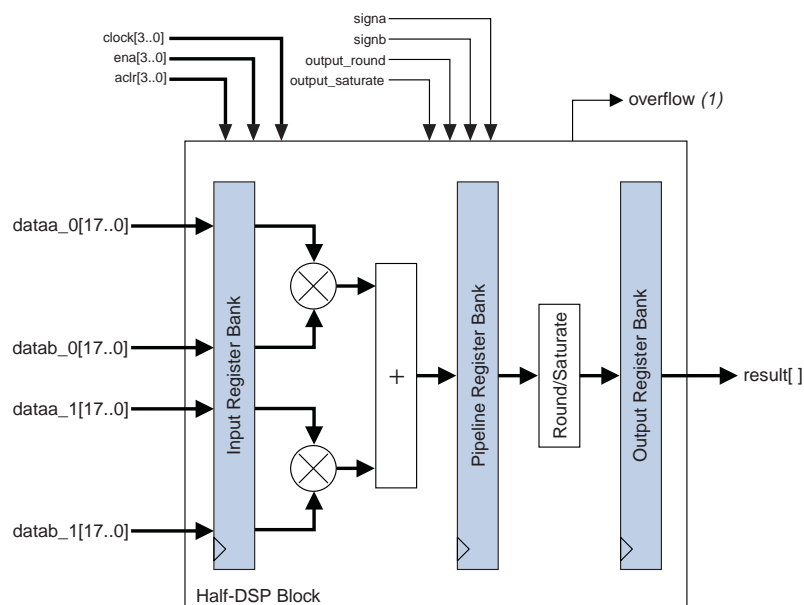 signa
clock[3..0]
signb
ena[3..0]
output_round
aclr[3..0]
output_saturate
overflow (1)
dataa_0[17..0]
datab_0[17..0]
dataa_1[17..0]
datab_1[17..0]
Input Register Bank
+
Pipeline Register Bank
Round/Saturate
Output Register Bank
result[ ]
Half-DSP Block